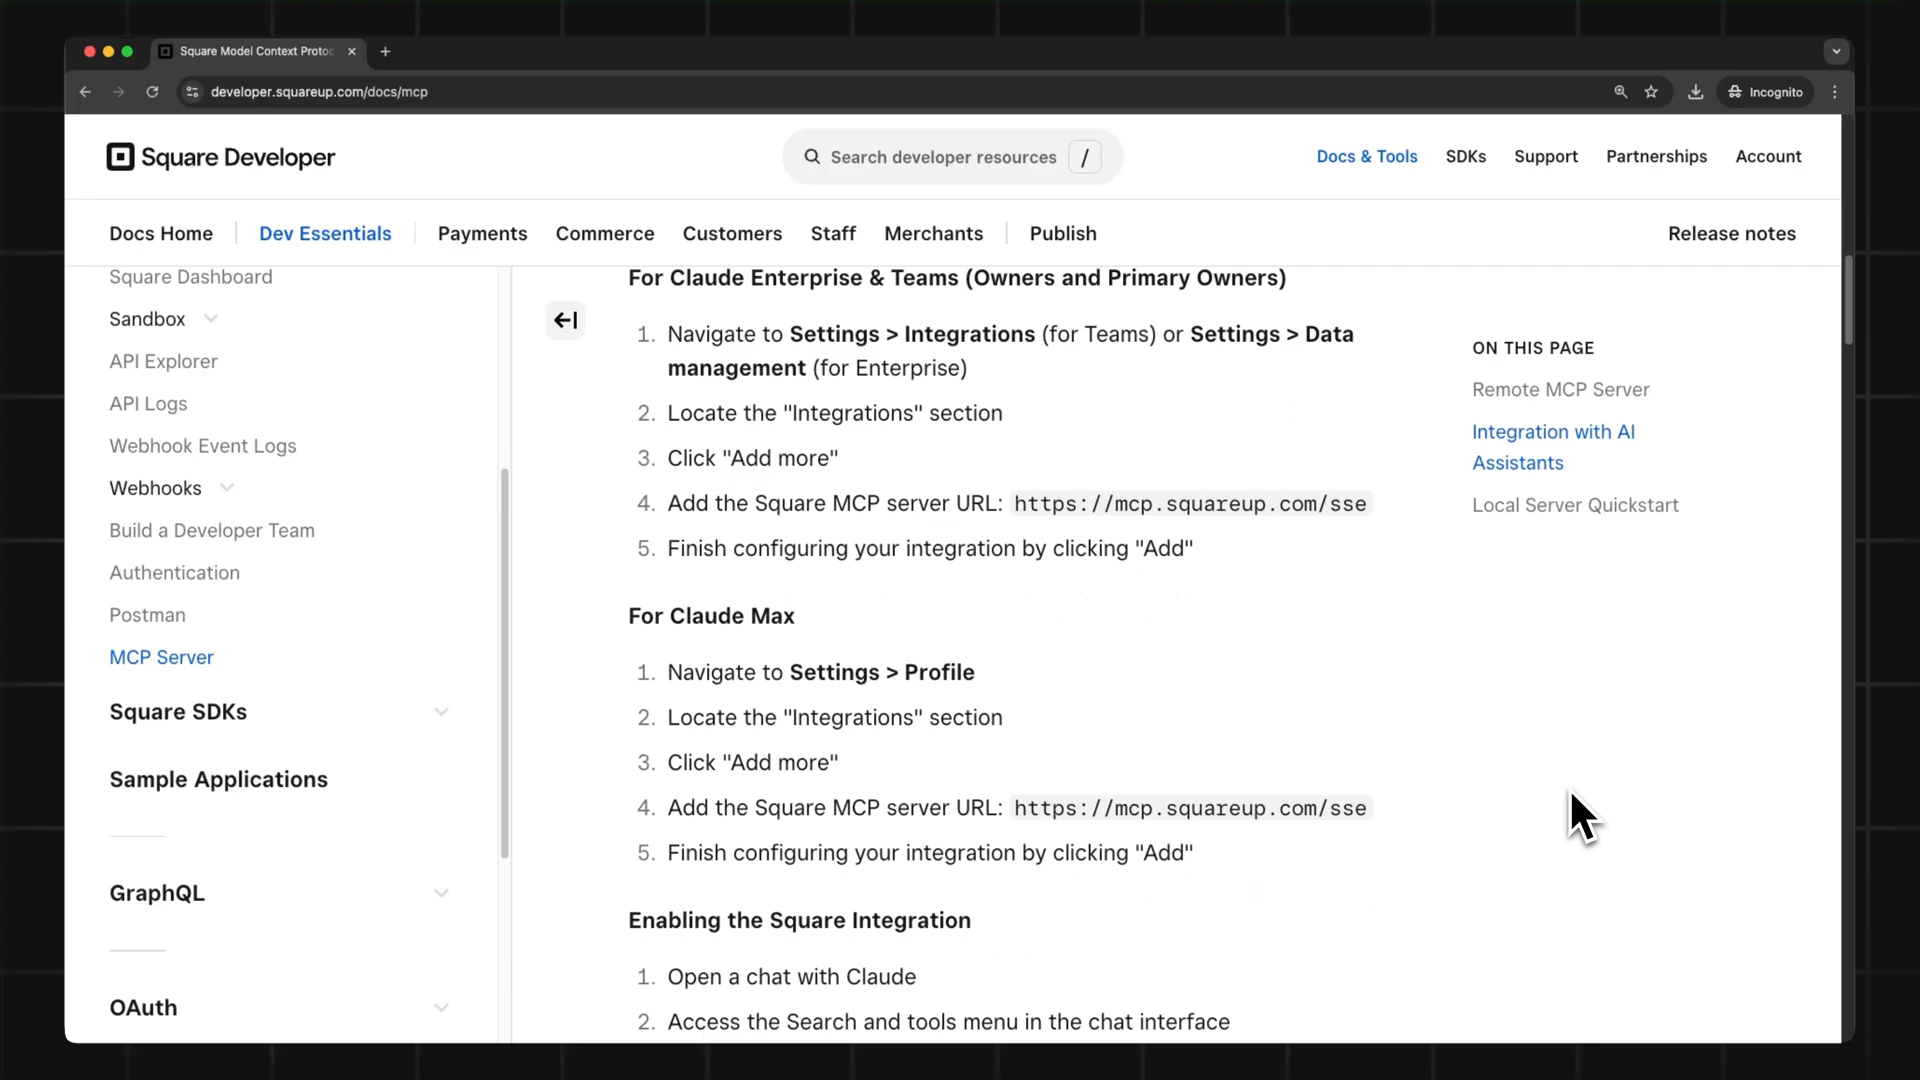 Square Model Context Protoc
developer.squareup.com/docs/mcp
Incognito
Square Developer
Search developer resources
/
Docs & Tools
SDKs
Support
Partnerships
Account
Docs Home
Dev Essentials
Payments
Commerce
Customers
Staff
Merchants
Publish
Release notes
Square Dashboard
Sandbox
API Explorer
API Logs
Webhook Event Logs
Webhooks
Build a Developer Team
Authentication
Postman
MCP Server
Square SDKs
Sample Applications
GraphQL
OAuth
For Claude Enterprise & Teams (Owners and Primary Owners)
1. Navigate to Settings > Integrations (for Teams) or Settings > Data
management (for Enterprise)
2. Locate the "Integrations" section
3. Click "Add more"
4. Add the Square MCP server URL: https://mcp.squareup.com/sse
5. Finish configuring your integration by clicking "Add"
For Claude Max
1. Navigate to Settings > Profile
2. Locate the "Integrations" section
3. Click "Add more"
4. Add the Square MCP server URL: https://mcp.squareup.com/sse
5. Finish configuring your integration by clicking "Add"
Enabling the Square Integration
1. Open a chat with Claude
2. Access the Search and tools menu in the chat interface
ON THIS PAGE
Remote MCP Server
Integration with AI
Assistants
Local Server Quickstart